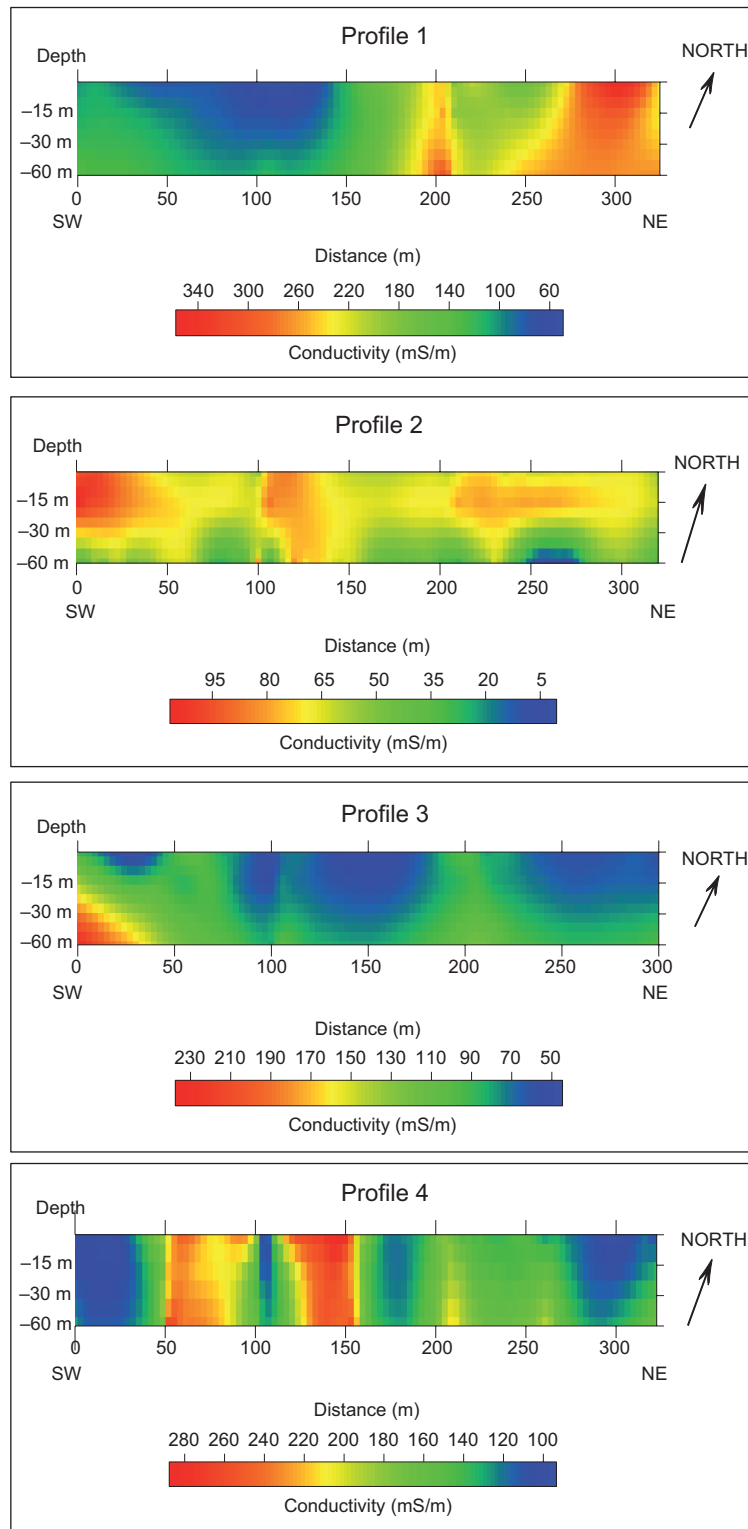 Profile 1
Depth
NORTH
–15 m
–30 m
–60 m
0 50 100 150 200 250 300
SW NE
Distance (m)
340 300 260 220 180 140 100 60
Conductivity (mS/m)
Profile 2
Depth
NORTH
–15 m
–30 m
–60 m
0 50 100 150 200 250 300
SW NE
Distance (m)
95 80 65 50 35 20 5
Conductivity (mS/m)
Profile 3
Depth
NORTH
–15 m
–30 m
–60 m
0 50 100 150 200 250 300
SW NE
Distance (m)
230 210 190 170 150 130 110 90 70 50
Conductivity (mS/m)
Profile 4
Depth
NORTH
–15 m
–30 m
–60 m
0 50 100 150 200 250 300
SW NE
Distance (m)
280 260 240 220 200 180 160 140 120 100
Conductivity (mS/m)